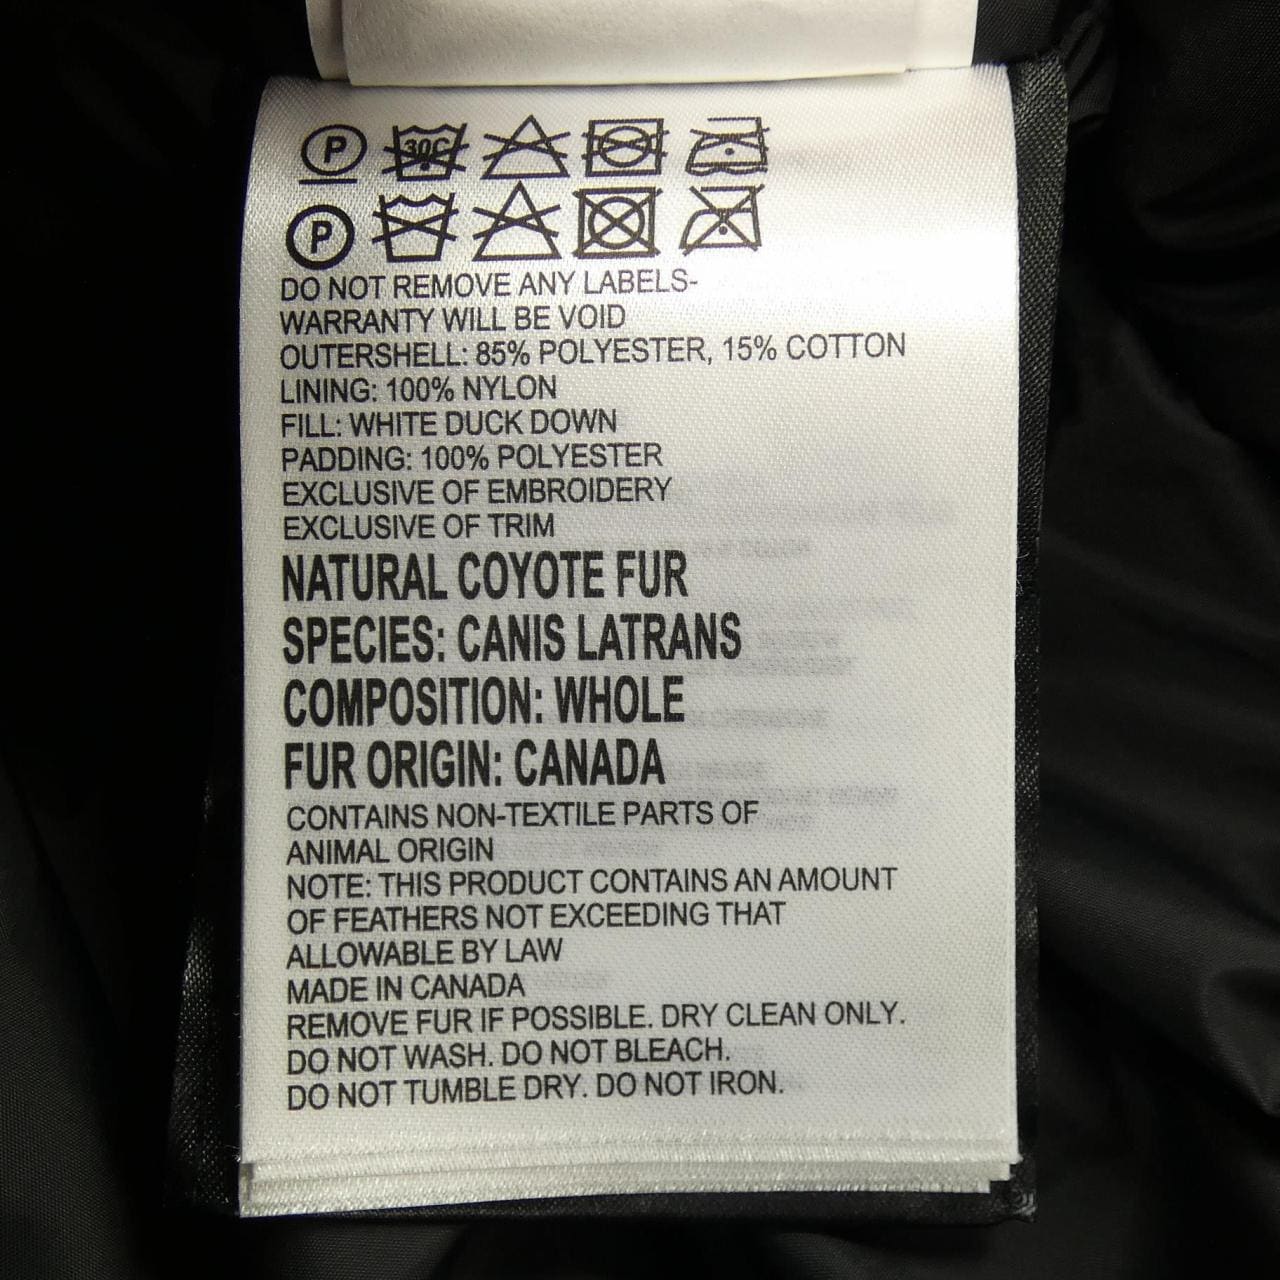 P 30C
P
DO NOT REMOVE ANY LABELS-
WARRANTY WILL BE VOID
OUTERSHELL: 85% POLYESTER, 15% COTTON
LINING: 100% NYLON
FILL: WHITE DUCK DOWN
PADDING: 100% POLYESTER
EXCLUSIVE OF EMBROIDERY
EXCLUSIVE OF TRIM
NATURAL COYOTE FUR
SPECIES: CANIS LATRANS
COMPOSITION: WHOLE
FUR ORIGIN: CANADA
CONTAINS NON-TEXTILE PARTS OF
ANIMAL ORIGIN
NOTE: THIS PRODUCT CONTAINS AN AMOUNT
OF FEATHERS NOT EXCEEDING THAT
ALLOWABLE BY LAW
MADE IN CANADA
REMOVE FUR IF POSSIBLE. DRY CLEAN ONLY.
DO NOT WASH. DO NOT BLEACH.
DO NOT TUMBLE DRY. DO NOT IRON.